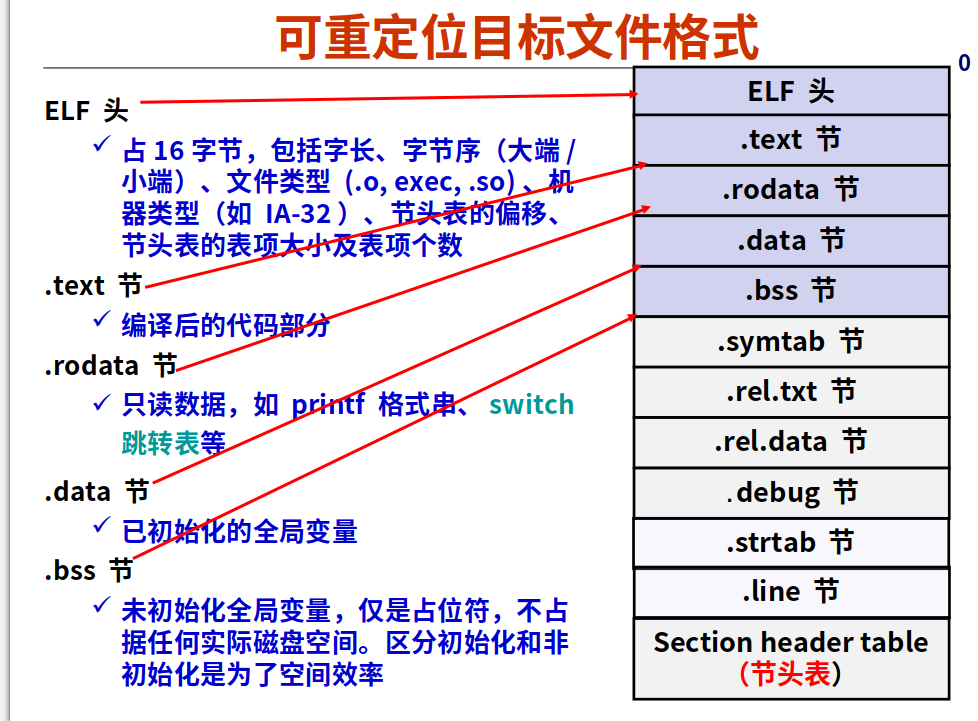 可重定位目标文件格式
ELF 头
✓ 占 16 字节，包括字长、字节序（大端 /
小端）、文件类型 (.o, exec, .so) 、机
器类型（如 IA-32 ）、节头表的偏移、
节头表的表项大小及表项个数
.text 节
✓ 编译后的代码部分
.rodata 节
✓ 只读数据，如 printf 格式串、 switch
跳转表等
.data 节
✓ 已初始化的全局变量
.bss 节
✓ 未初始化全局变量，仅是占位符，不占
据任何实际磁盘空间。区分初始化和非
初始化是为了空间效率
0
ELF 头
.text 节
.rodata 节
.data 节
.bss 节
.symtab 节
.rel.txt 节
.rel.data 节
.debug 节
.strtab 节
.line 节
Section header table
（节头表）